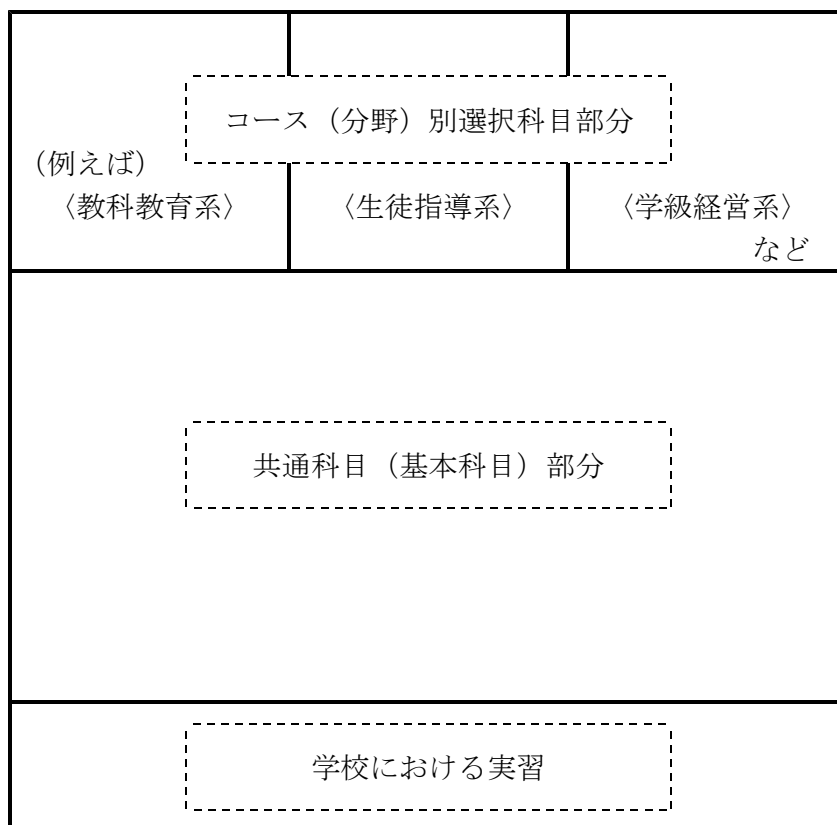 コース（分野）別選択科目部分
（例えば）
〈教科教育系〉 〈生徒指導系〉 〈学級経営系〉
など
共通科目（基本科目）部分
学校における実習